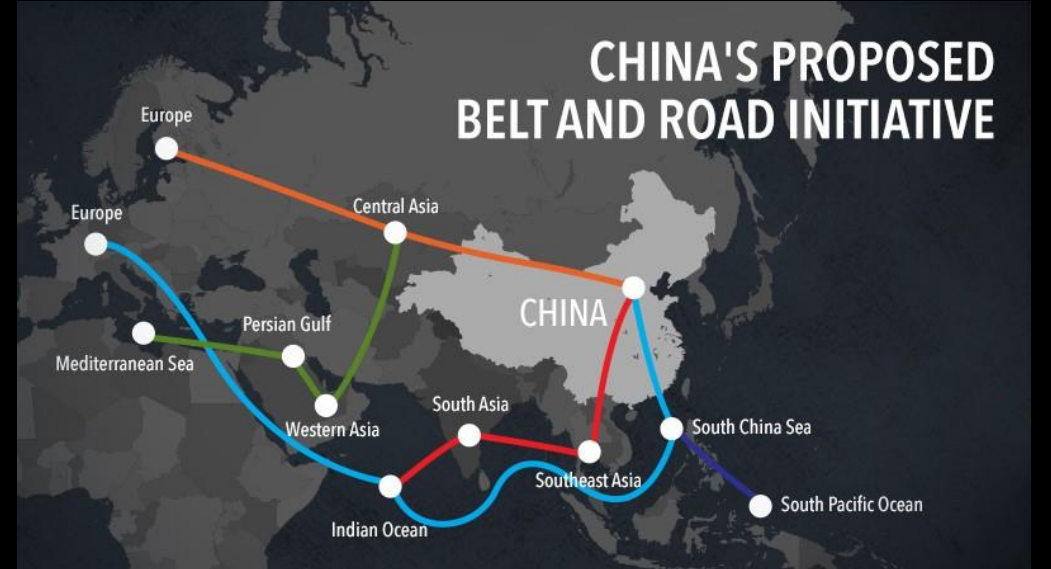 CHINA'S PROPOSED
BELT AND ROAD INITIATIVE
Europe
Europe
Central Asia
CHINA
Persian Gulf
Mediterranean Sea
Western Asia
South Asia
South China Sea
Southeast Asia
South Pacific Ocean
Indian Ocean